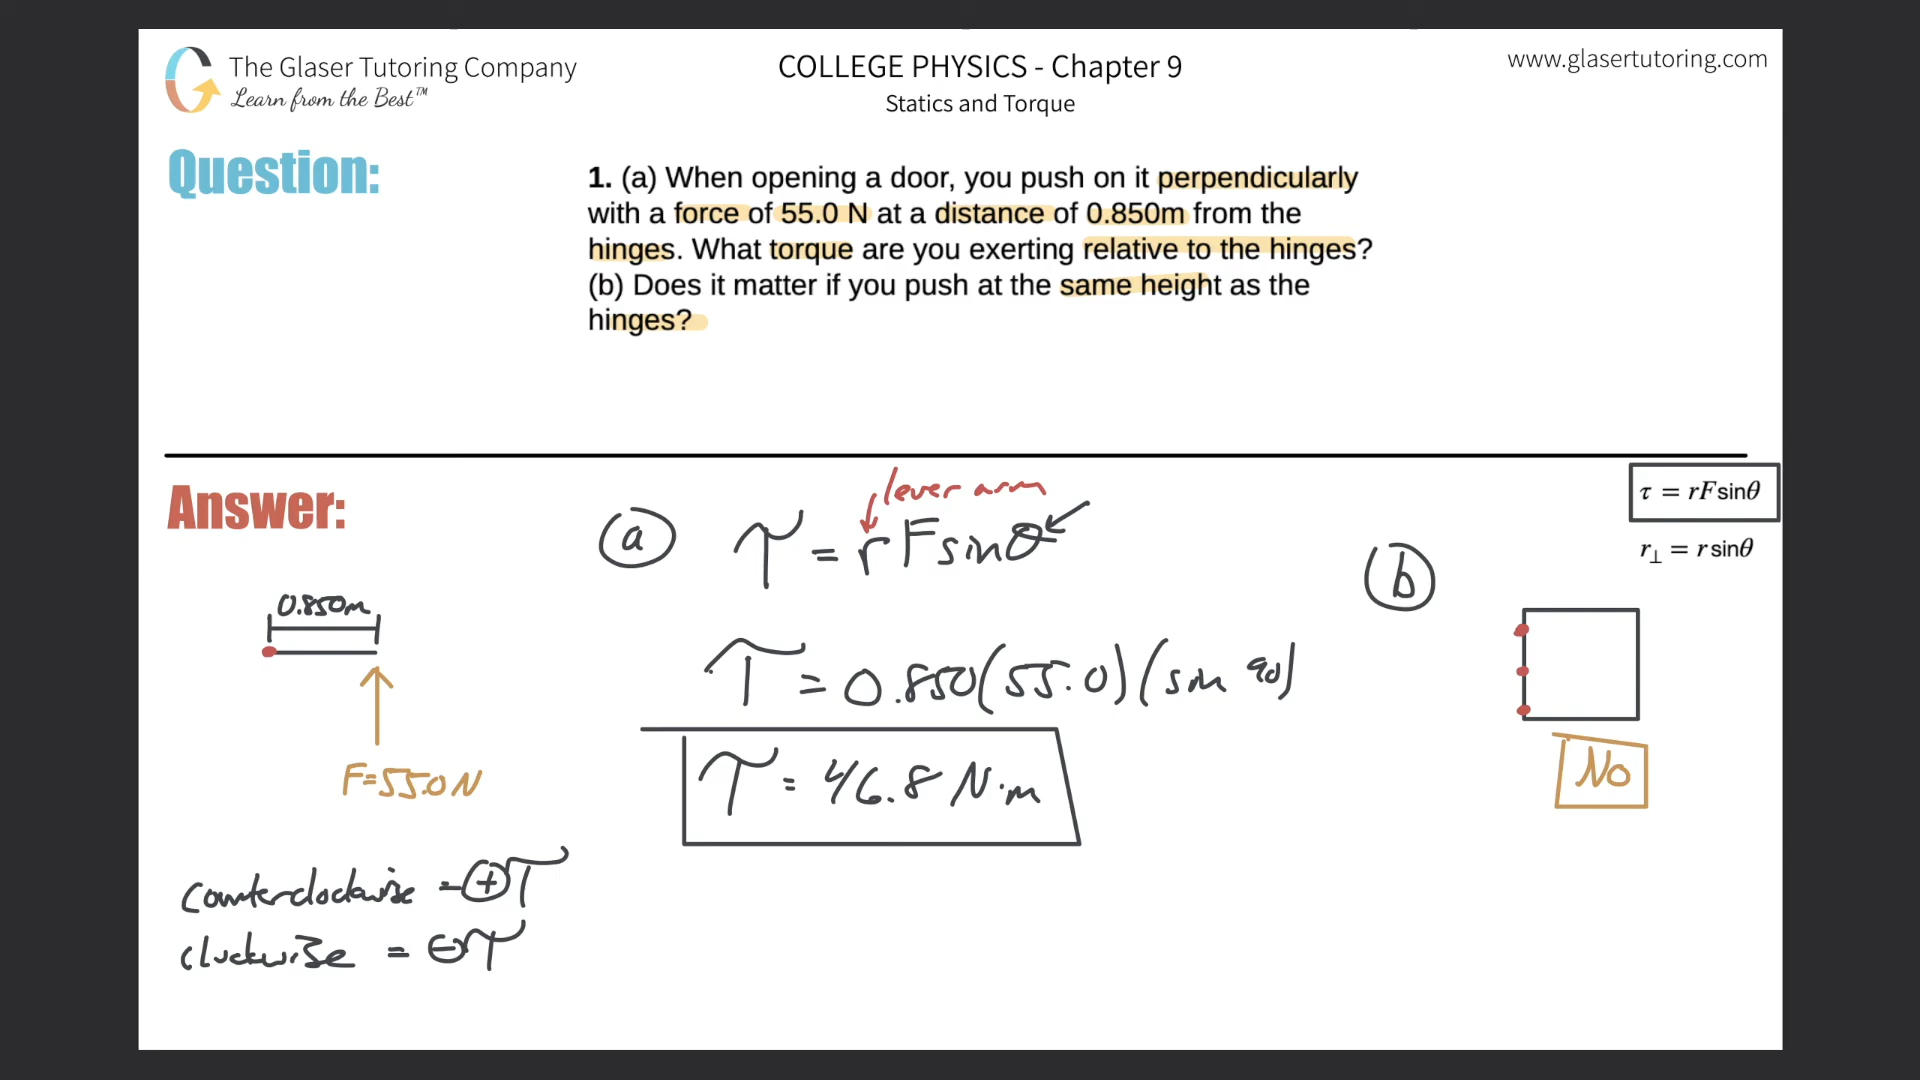 The Glaser Tutoring Company
Learn from the Best™
COLLEGE PHYSICS - Chapter 9
Statics and Torque
www.glasertutoring.com
Question:
1. (a) When opening a door, you push on it perpendicularly
with a force of 55.0 N at a distance of 0.850m from the
hinges. What torque are you exerting relative to the hinges?
(b) Does it matter if you push at the same height as the
hinges?
Answer:
0.850m
F=55.0N
counterclockwise = ⊕τ
clockwise = ⊖τ
(a)
lever arm
τ = rFsinθ
τ = 0.850(55.0)(sin 90)
τ = 46.8 N·m
(b)
No
τ = rFsinθ
r⊥ = rsinθ